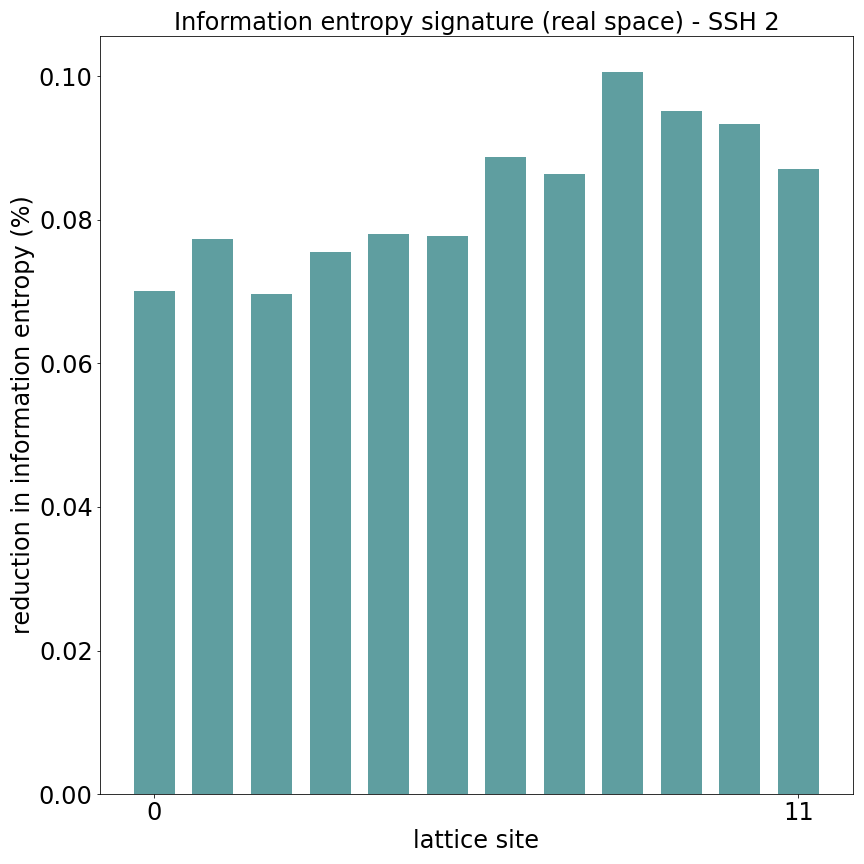 Information entropy signature (real space) - SSH 2
reduction in information entropy (%)
0.10
0.08
0.06
0.04
0.02
0.00
0
11
lattice site